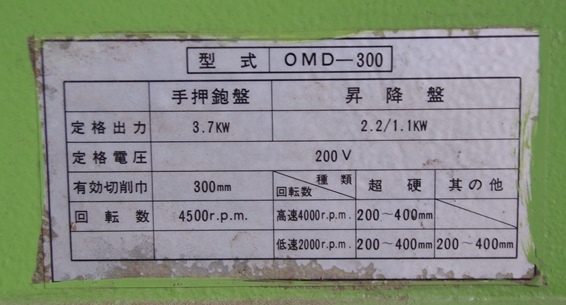 型式 OMD-300
手押鉋盤 昇降盤
定格出力 3.7KW 2.2/1.1KW
定格電圧 200V
有効切削巾 300mm 種類 回転数 超硬 その他
回転数 4500r.p.m. 高速4000r.p.m. 200～400mm
低速2000r.p.m. 200～400mm 200～400mm